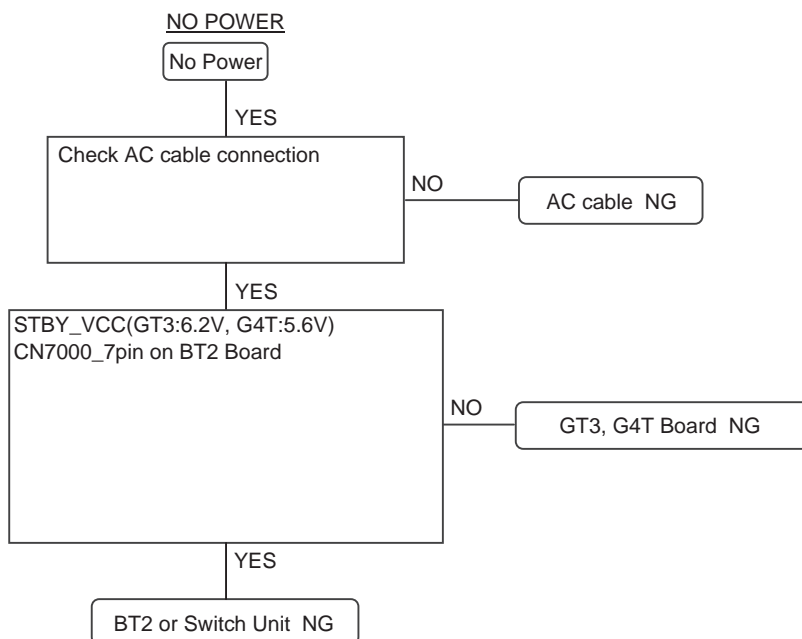 NO POWER
No Power
YES
Check AC cable connection
NO
AC cable  NG
YES
STBY_VCC(GT3:6.2V, G4T:5.6V)
CN7000_7pin on BT2 Board
NO
GT3, G4T Board  NG
YES
BT2 or Switch Unit  NG